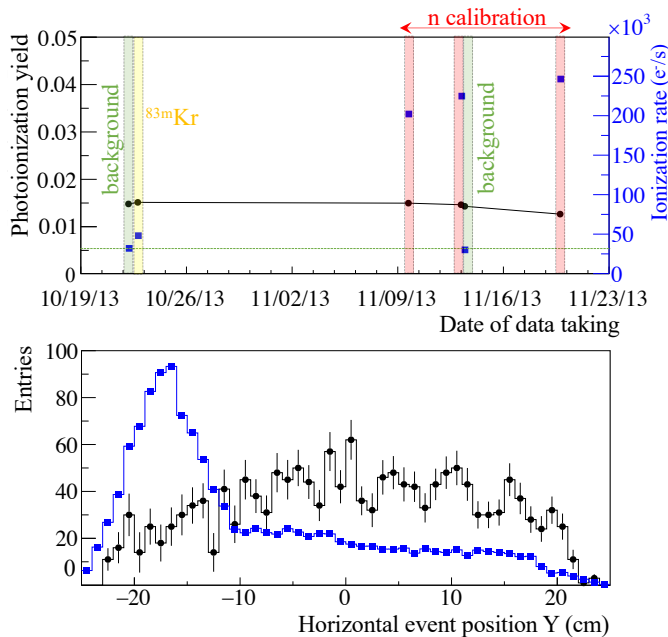 n calibration
×10³
0.05
0.04
0.03
0.02
0.01
0
Photoionization yield
background
⁸³ᵐKr
background
300
250
200
150
100
50
0
Ionization rate (e⁻/s)
10/19/13 10/26/13 11/02/13 11/09/13 11/16/13 11/23/13
Date of data taking
100
80
60
40
20
0
Entries
−20 −10 0 10 20
Horizontal event position Y (cm)